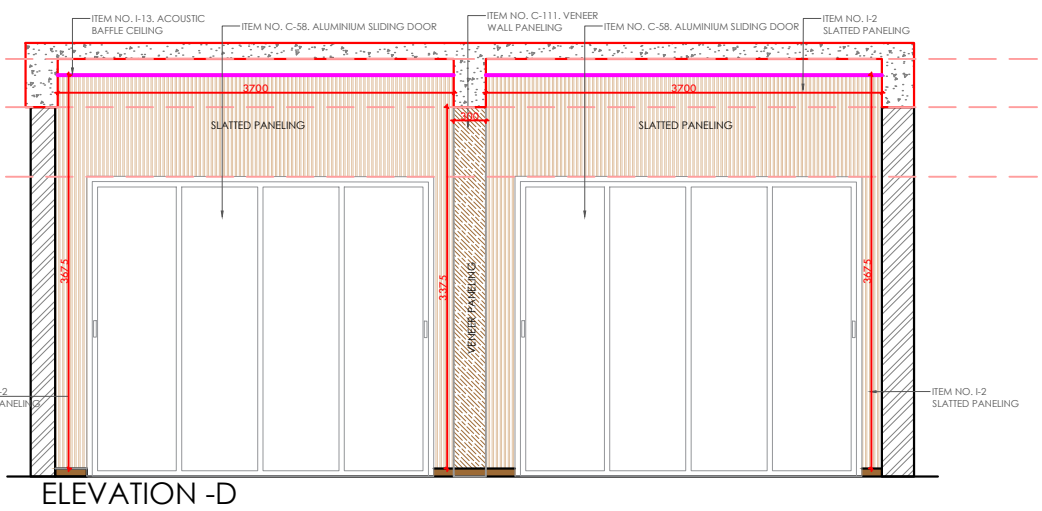 ITEM NO. I-13. ACOUSTIC
BAFFLE CEILING
ITEM NO. C-58. ALUMINIUM SLIDING DOOR
ITEM NO. C-111. VENEER
WALL PANELING
ITEM NO. C-58. ALUMINIUM SLIDING DOOR
ITEM NO. I-2
SLATTED PANELING
3700
3700
300
SLATTED PANELING
SLATTED PANELING
3675
3375
VENEER PANELING
3675
-2
PANELING
ITEM NO. I-2
SLATTED PANELING
ELEVATION -D